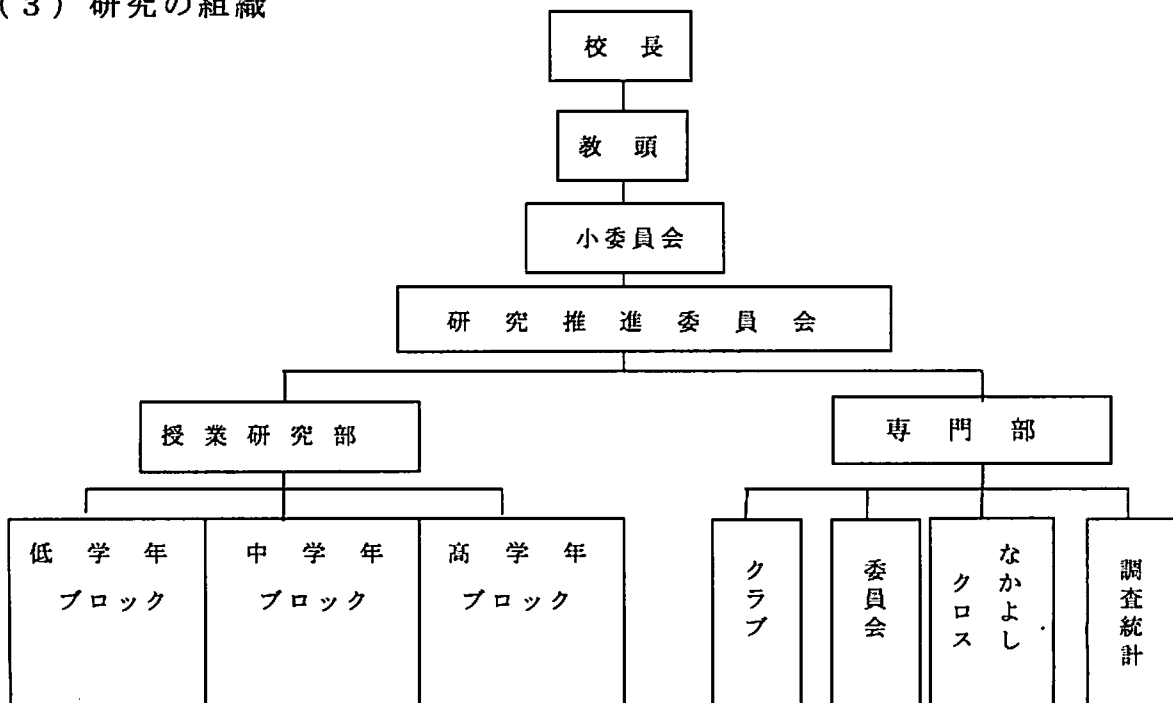 (3) 研究の組織
校 長
教 頭
小委員会
研 究 推 進 委 員 会
授 業 研 究 部
専 門 部
低 学 年
ブロック
中 学 年
ブロック
高 学 年
ブロック
クラブ
委員会
なかよし
クロス
調査統計